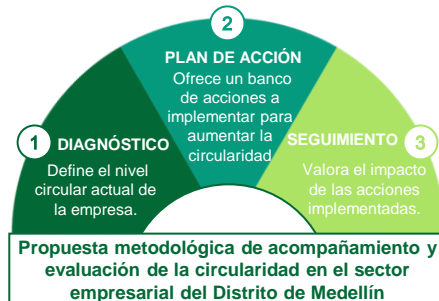 1
DIAGNÓSTICO
Define el nivel
circular actual de
la empresa.
2
PLAN DE ACCIÓN
Ofrece un banco
de acciones a
implementar para
aumentar la
circularidad
SEGUIMIENTO
3
Valora el impacto
de las acciones
implementadas.
Propuesta metodológica de acompañamiento y
evaluación de la circularidad en el sector
empresarial del Distrito de Medellín